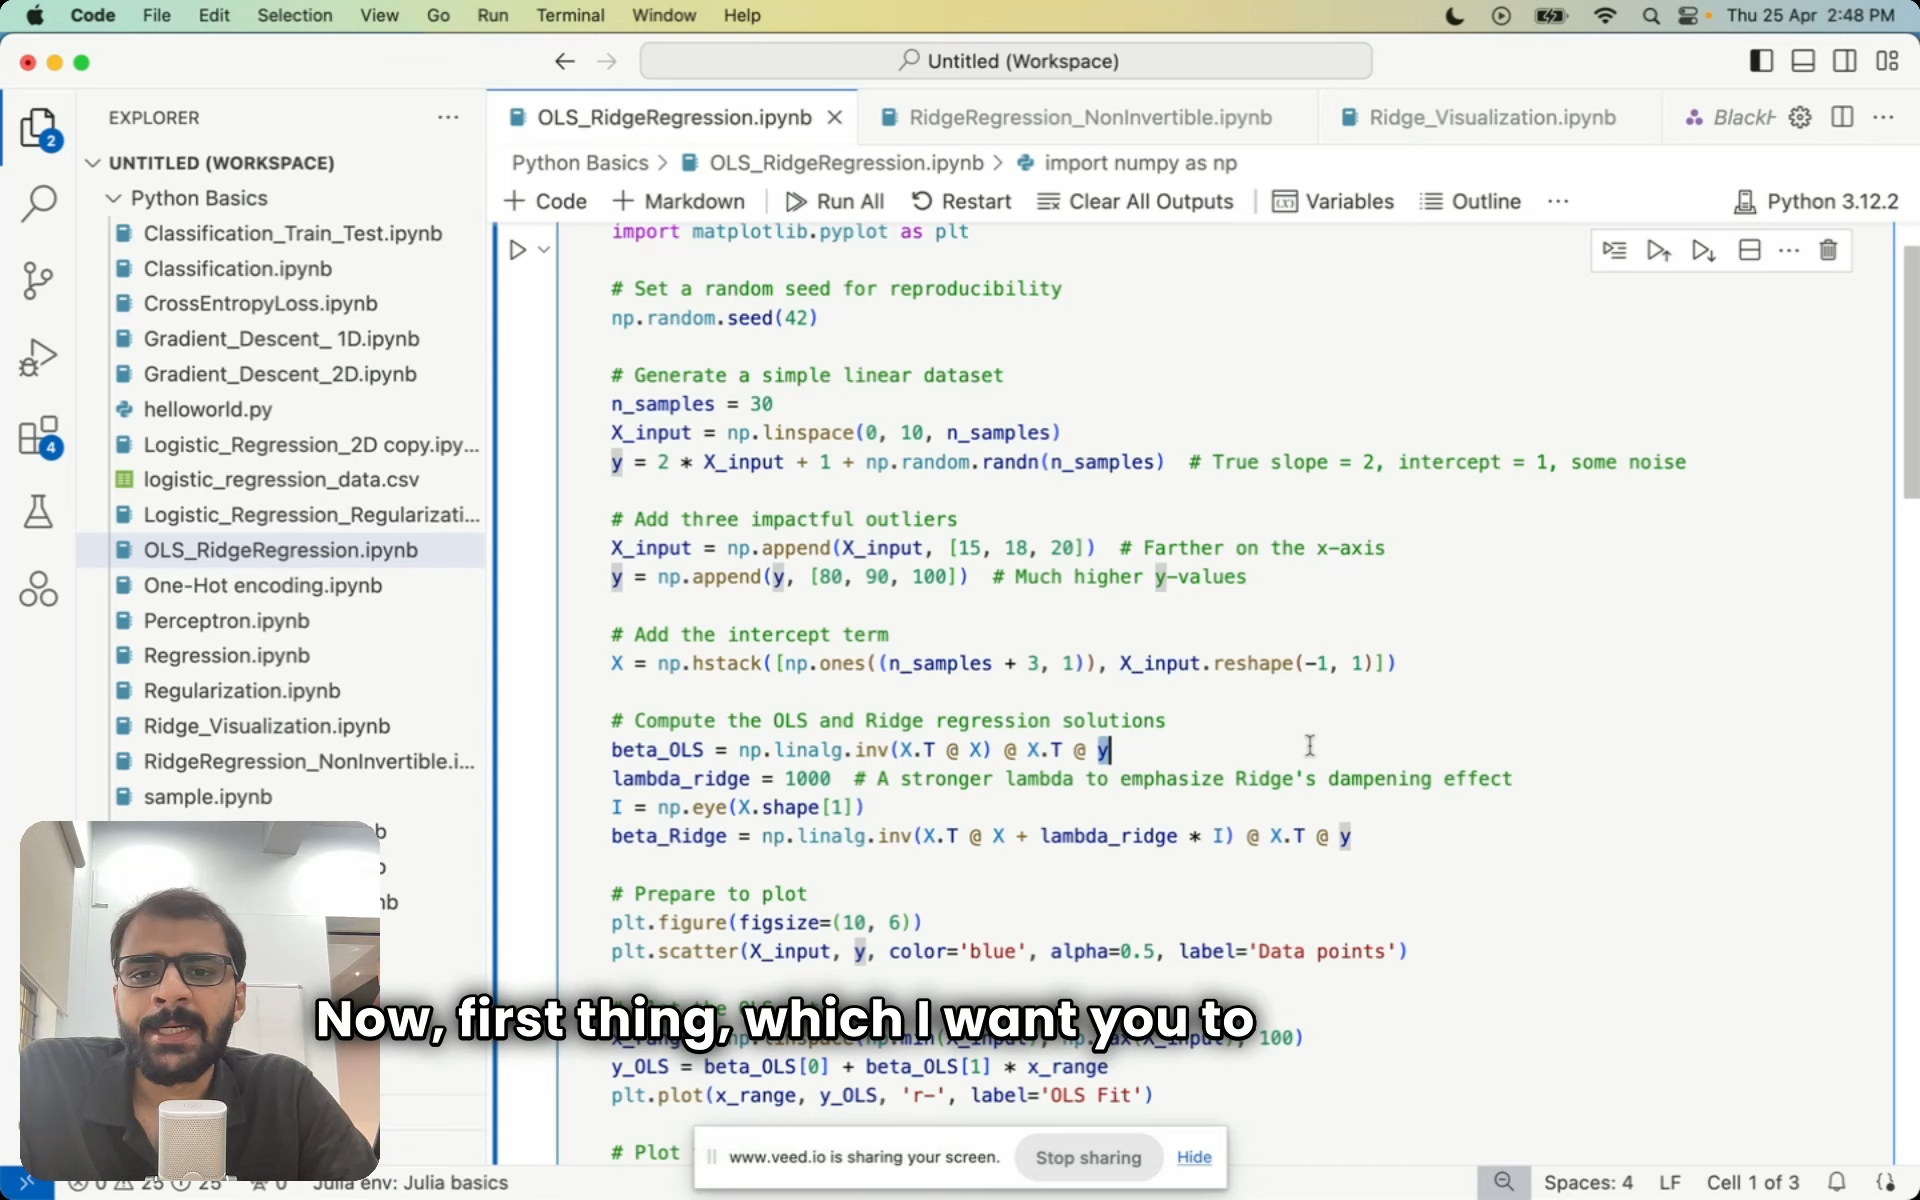 Code File Edit Selection View Go Run Terminal Window Help Thu 25 Apr 2:48 PM
Untitled (Workspace)
EXPLORER
2
UNTITLED (WORKSPACE)
Python Basics
Classification_Train_Test.ipynb
Classification.ipynb
CrossEntropyLoss.ipynb
Gradient_Descent_ 1D.ipynb
Gradient_Descent_2D.ipynb
helloworld.py
Logistic_Regression_2D copy.ipy...
4
logistic_regression_data.csv
Logistic_Regression_Regularizati...
OLS_RidgeRegression.ipynb
One-Hot encoding.ipynb
Perceptron.ipynb
Regression.ipynb
Regularization.ipynb
Ridge_Visualization.ipynb
RidgeRegression_NonInvertible.i...
sample.ipynb
OLS_RidgeRegression.ipynb RidgeRegression_NonInvertible.ipynb Ridge_Visualization.ipynb
Python Basics > OLS_RidgeRegression.ipynb > import numpy as np
+ Code + Markdown Run All Restart Clear All Outputs Variables Outline ... Python 3.12.2
import matplotlib.pyplot as plt
# Set a random seed for reproducibility
np.random.seed(42)
# Generate a simple linear dataset
n_samples = 30
X_input = np.linspace(0, 10, n_samples)
y = 2 * X_input + 1 + np.random.randn(n_samples)  # True slope = 2, intercept = 1, some noise
# Add three impactful outliers
X_input = np.append(X_input, [15, 18, 20])  # Farther on the x-axis
y = np.append(y, [80, 90, 100])  # Much higher y-values
# Add the intercept term
X = np.hstack([np.ones((n_samples + 3, 1)), X_input.reshape(-1, 1)])
# Compute the OLS and Ridge regression solutions
beta_OLS = np.linalg.inv(X.T @ X) @ X.T @ y
lambda_ridge = 1000  # A stronger lambda to emphasize Ridge's dampening effect
I = np.eye(X.shape[1])
beta_Ridge = np.linalg.inv(X.T @ X + lambda_ridge * I) @ X.T @ y
# Prepare to plot
plt.figure(figsize=(10, 6))
plt.scatter(X_input, y, color='blue', alpha=0.5, label='Data points')
Now, first thing, which I want you to
100)
y_OLS = beta_OLS[0] + beta_OLS[1] * x_range
plt.plot(x_range, y_OLS, 'r-', label='OLS Fit')
# Plot
www.veed.io is sharing your screen. Stop sharing Hide
0 25 25 0 Julia env: Julia basics Spaces: 4 LF Cell 1 of 3